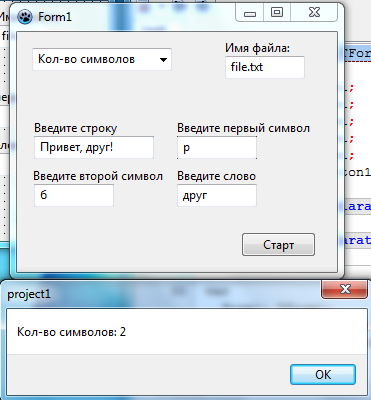 Form1
Кол-во символов
Имя файла:
file.txt
Введите строку
Введите первый символ
Привет, друг!
р
Введите второй символ
Введите слово
б
друг
Старт
project1
Кол-во символов: 2
OK